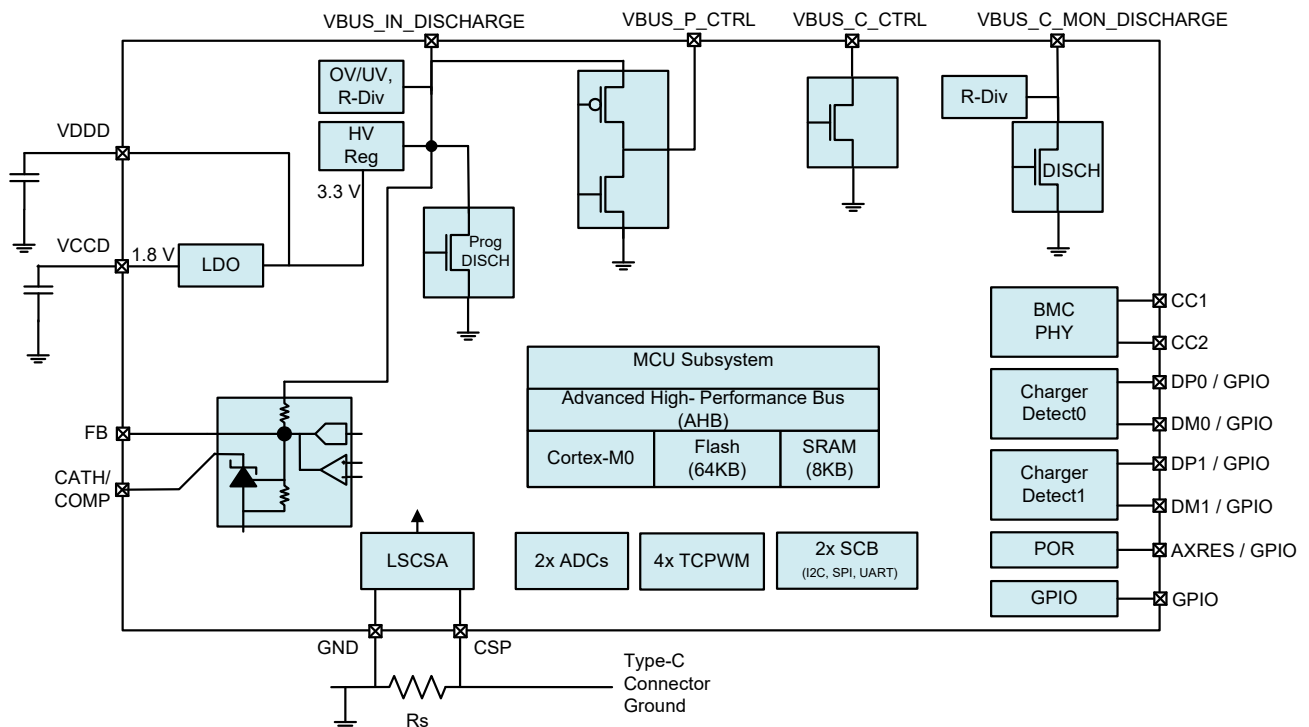 VBUS_IN_DISCHARGE
VBUS_P_CTRL
VBUS_C_CTRL
VBUS_C_MON_DISCHARGE
OV/UV,
R-Div
R-Div
VDDD
HV
Reg
DISCH
3.3 V
VCCD
1.8 V
LDO
Prog
DISCH
BMC
PHY
CC1
CC2
MCU Subsystem
Advanced High- Performance Bus
(AHB)
Cortex-M0
Flash
(64KB)
SRAM
(8KB)
Charger
Detect0
DP0 / GPIO
DM0 / GPIO
FB
CATH/
COMP
Charger
Detect1
DP1 / GPIO
DM1 / GPIO
LSCSA
2x ADCs
4x TCPWM
2x SCB
(I2C, SPI, UART)
POR
AXRES / GPIO
GPIO
GPIO
GND
CSP
Type-C
Connector
Ground
Rs